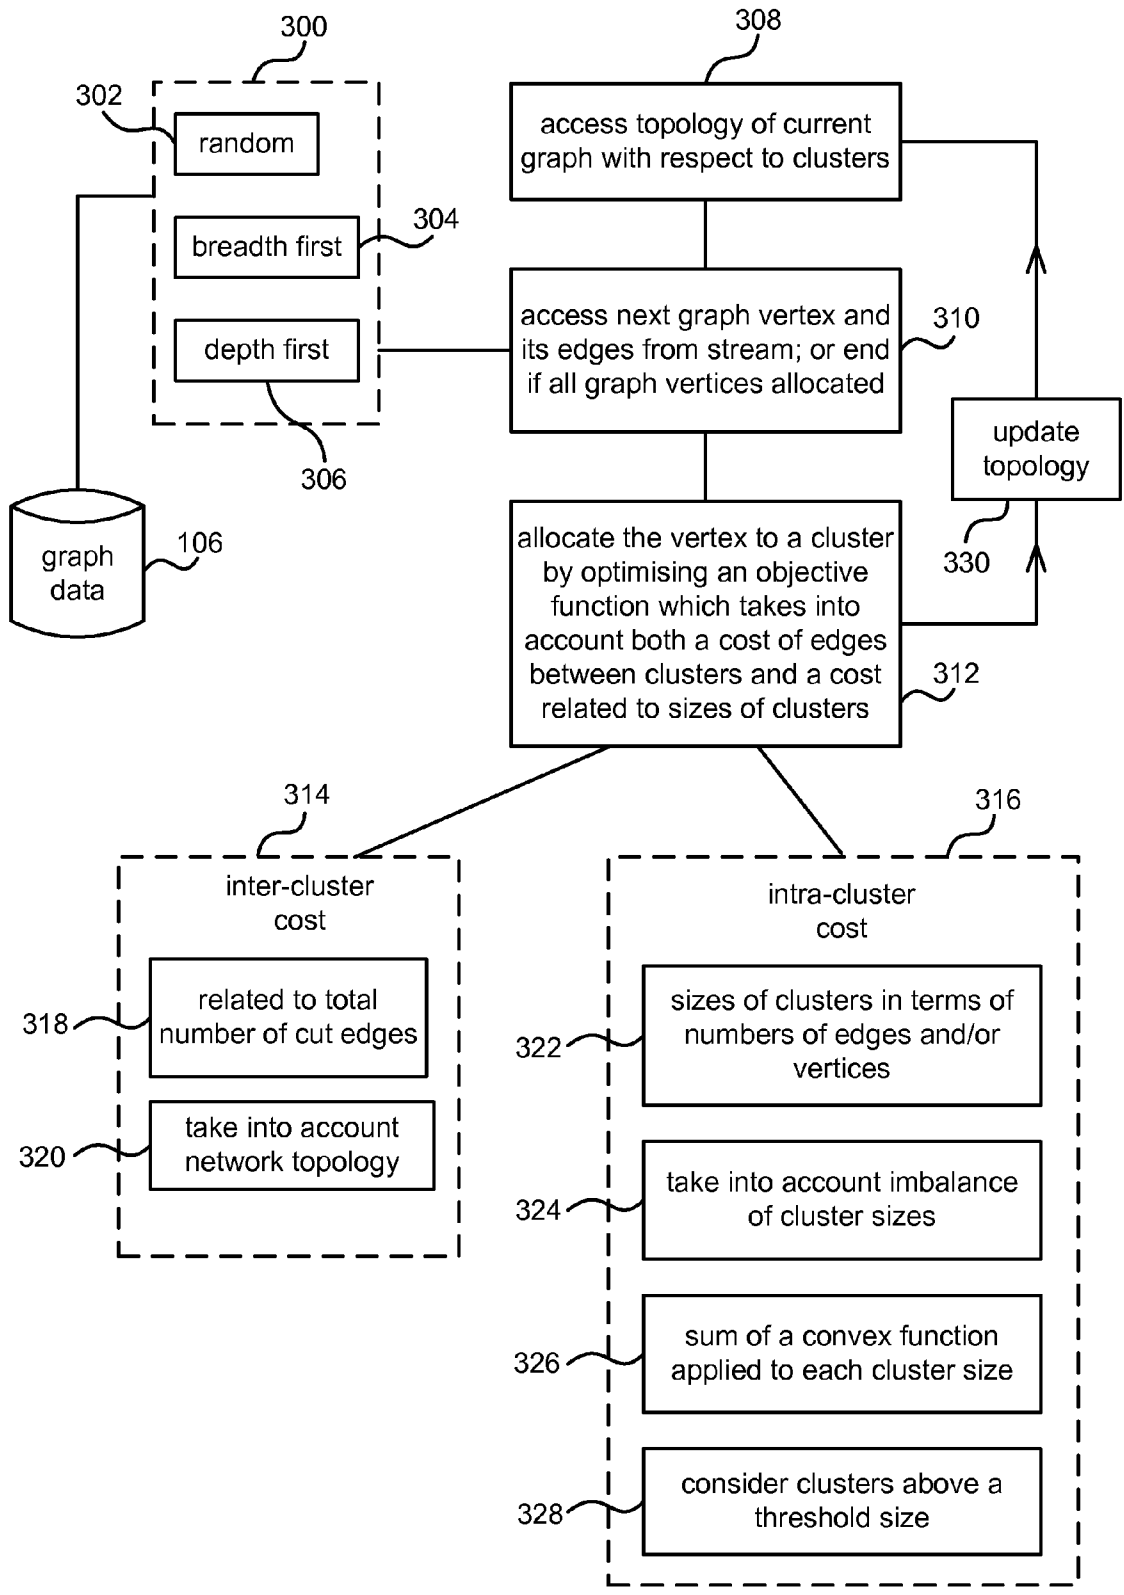 300
302
random
304
breadth first
depth first
306
106
graph
data
308
access topology of current
graph with respect to clusters
310
access next graph vertex and
its edges from stream; or end
if all graph vertices allocated
update
topology
330
allocate the vertex to a cluster
by optimising an objective
function which takes into
account both a cost of edges
between clusters and a cost
related to sizes of clusters
312
314
inter-cluster
cost
318
related to total
number of cut edges
320
take into account
network topology
316
intra-cluster
cost
322
sizes of clusters in terms of
numbers of edges and/or
vertices
324
take into account imbalance
of cluster sizes
326
sum of a convex function
applied to each cluster size
328
consider clusters above a
threshold size